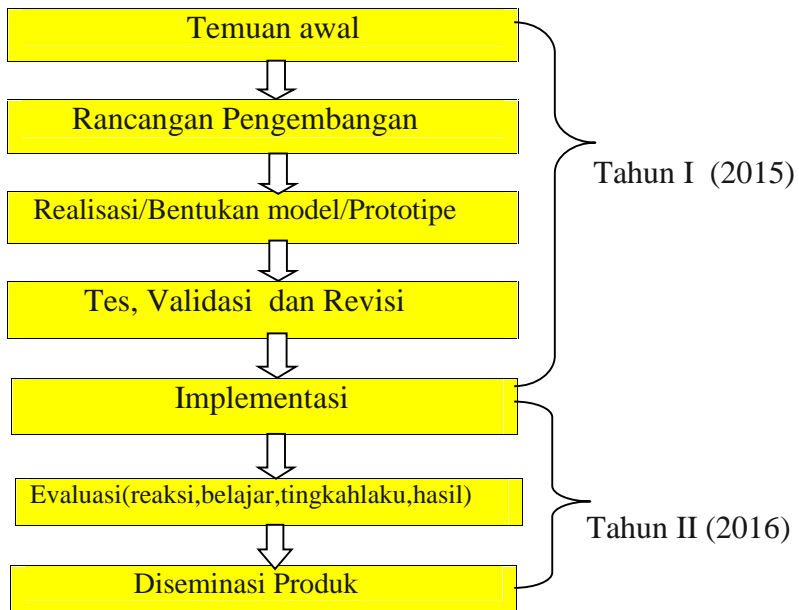 Temuan awal
Rancangan Pengembangan
Tahun I (2015)
Realisasi/Bentukan model/Prototipe
Tes, Validasi dan Revisi
Implementasi
Evaluasi(reaksi,belajar,tingkahlaku,hasil)
Tahun II (2016)
Diseminasi Produk